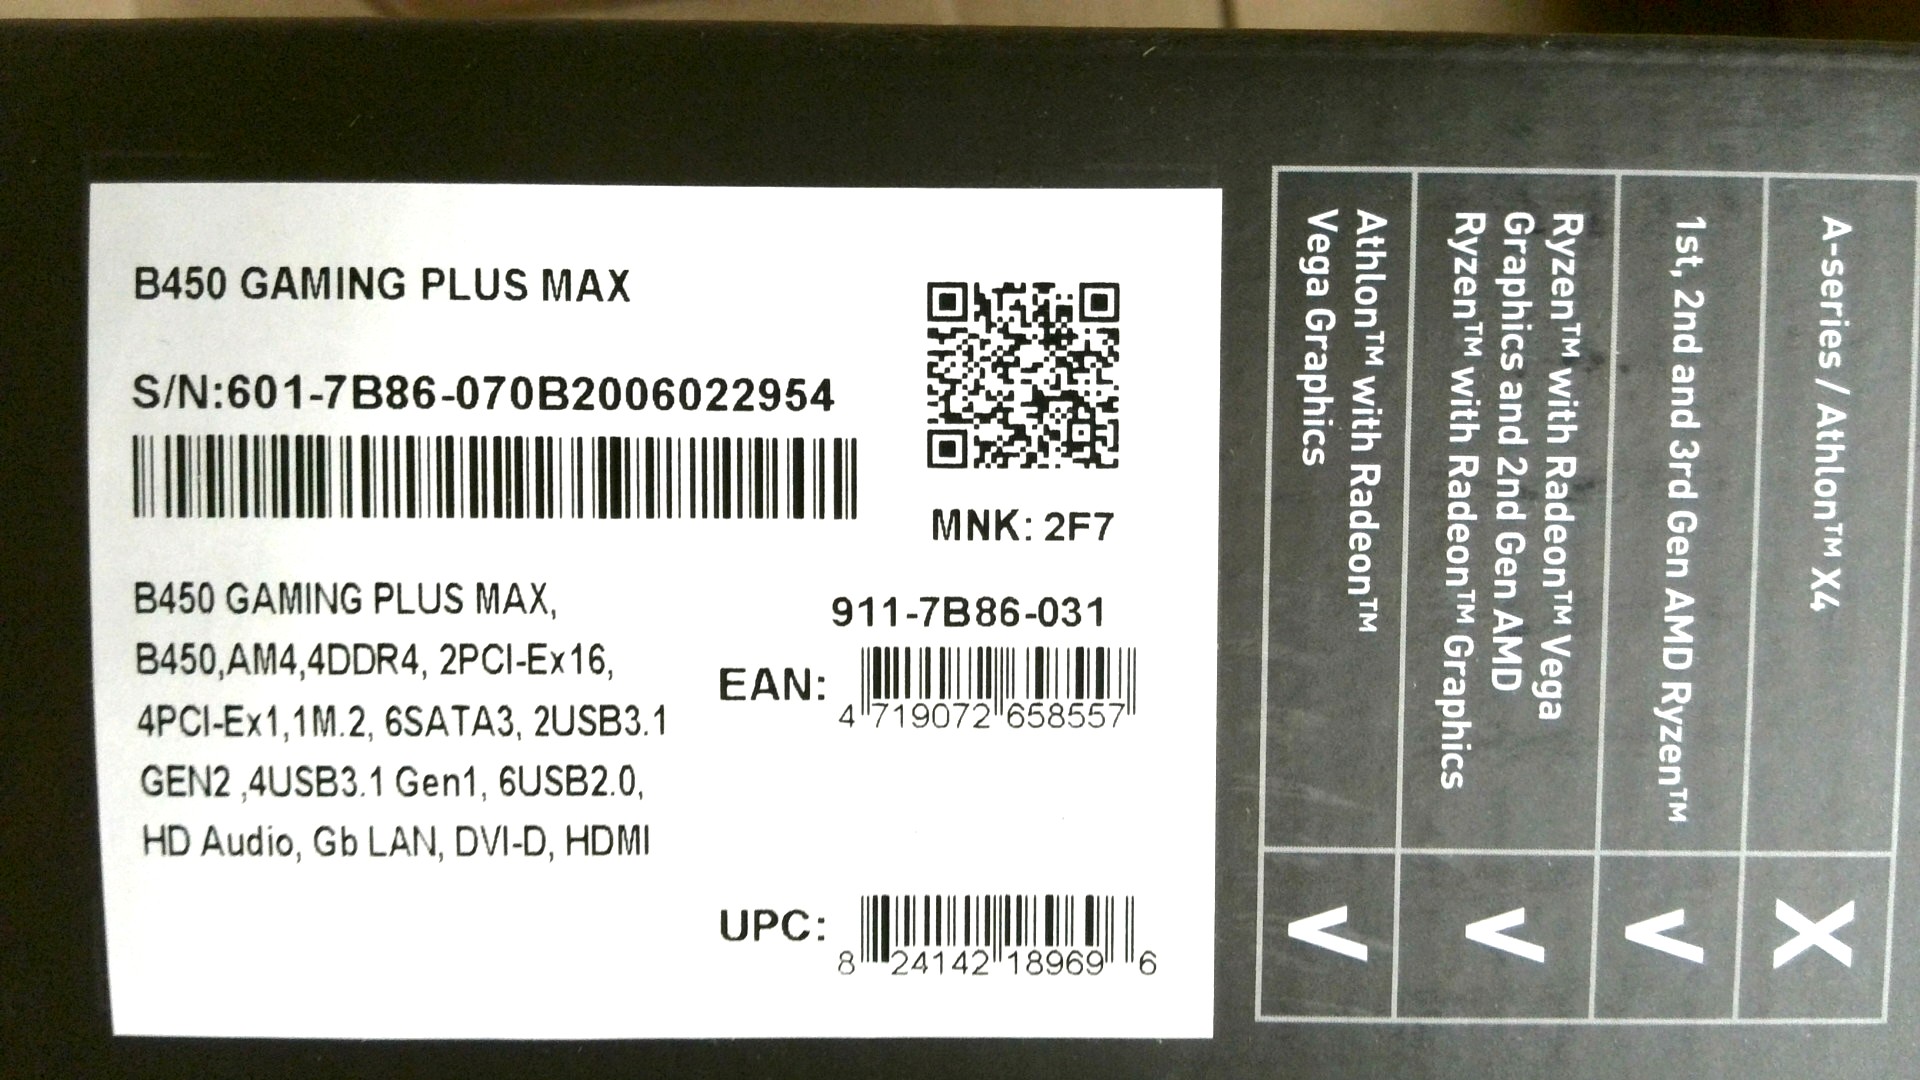 B450 GAMING PLUS MAX
S/N:601-7B86-070B2006022954
MNK: 2F7
B450 GAMING PLUS MAX,
B450,AM4,4DDR4, 2PCI-Ex16,
4PCI-Ex1,1M.2, 6SATA3, 2USB3.1
GEN2 ,4USB3.1 Gen1, 6USB2.0,
HD Audio, Gb LAN, DVI-D, HDMI
911-7B86-031
EAN:
4 719072 658557
UPC:
8 24142 18969 6
A-series / Athlon™ X4
X
1st, 2nd and 3rd Gen AMD Ryzen™
V
Ryzen™ with Radeon™ Vega
Graphics and 2nd Gen AMD
Ryzen™ with Radeon™ Graphics
V
Athlon™ with Radeon™
Vega Graphics
V